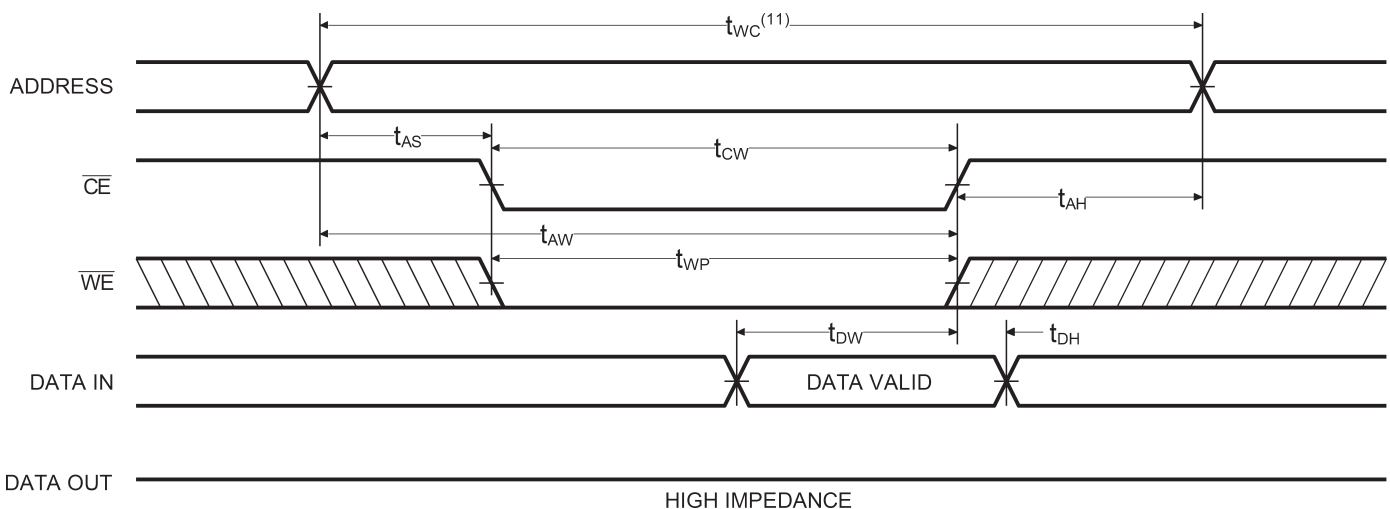 tWC(11)
ADDRESS
tAS
tCW
CE
tAH
tAW
tWP
WE
tDW
tDH
DATA IN
DATA VALID
DATA OUT
HIGH IMPEDANCE